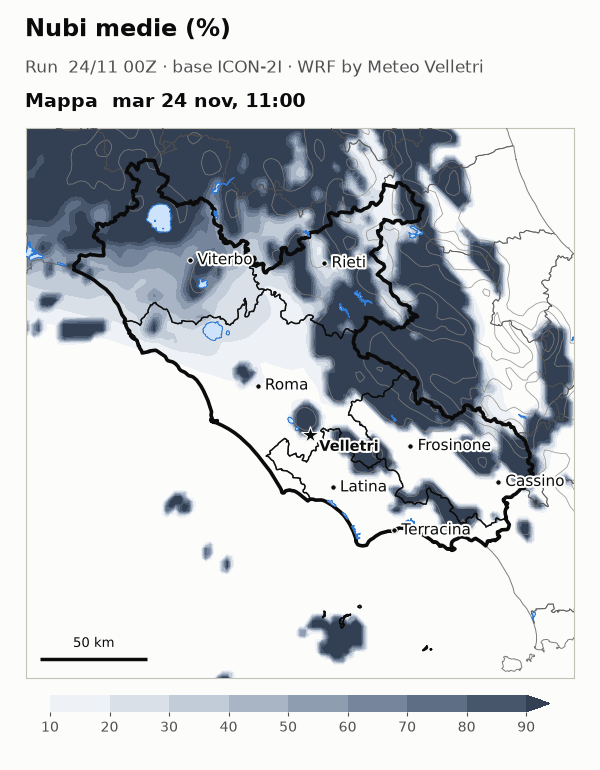 Nubi medie (%)
Run 24/11 00Z · base ICON-2I · WRF by Meteo Velletri
Mappa mar 24 nov, 11:00
Viterbo
Rieti
Roma
Velletri
Frosinone
Latina
Cassino
Terracina
50 km
10 20 30 40 50 60 70 80 90